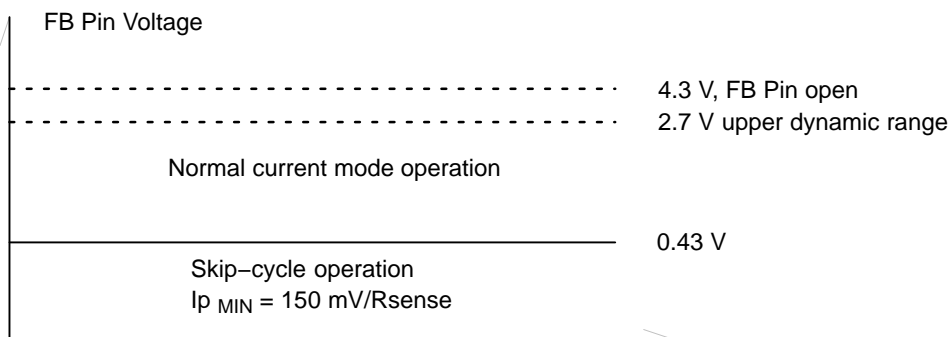 FB Pin Voltage
4.3 V, FB Pin open
2.7 V upper dynamic range
Normal current mode operation
0.43 V
Skip−cycle operation
Ip MIN = 150 mV/Rsense